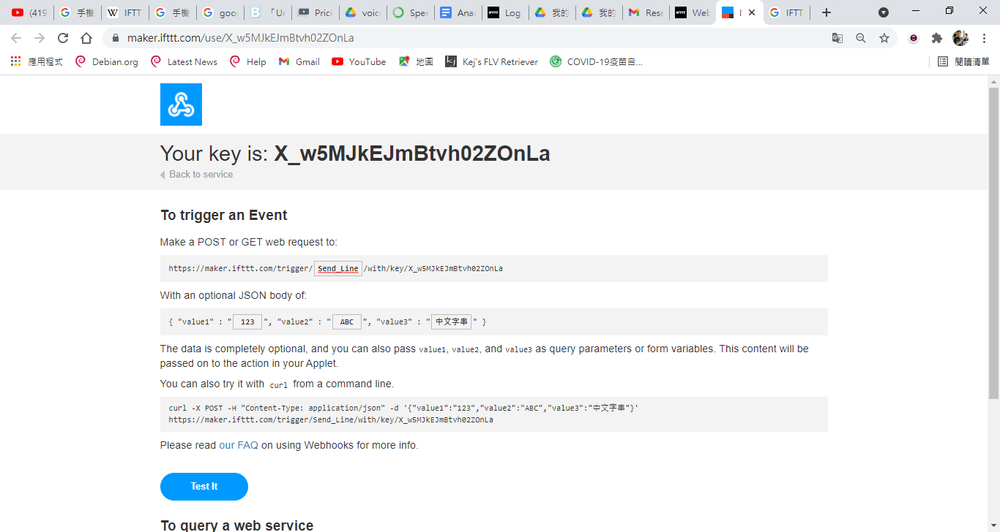 (419 手機 IFTT 手機 goo 「Ur Prici voice Spee Anac Log 我的 我的 Rese Web I IFTT
maker.ifttt.com/use/X_w5MJkEJmBtvh02ZOnLa
應用程式 Debian.org Latest News Help Gmail YouTube 地圖 Kej's FLV Retriever COVID-19疫苗自... 閱讀清單
Your key is: X_w5MJkEJmBtvh02ZOnLa
Back to service
To trigger an Event
Make a POST or GET web request to:
https://maker.ifttt.com/trigger/ Send_Line /with/key/X_w5MJkEJmBtvh02ZOnLa
With an optional JSON body of:
{ "value1" : " 123 ", "value2" : " ABC ", "value3" : " 中文字串 " }
The data is completely optional, and you can also pass value1, value2, and value3 as query parameters or form variables. This content will be
passed on to the action in your Applet.
You can also try it with curl from a command line.
curl -X POST -H "Content-Type: application/json" -d '{"value1":"123","value2":"ABC","value3":"中文字串"}'
https://maker.ifttt.com/trigger/Send_Line/with/key/X_w5MJkEJmBtvh02ZOnLa
Please read our FAQ on using Webhooks for more info.
Test It
To query a web service